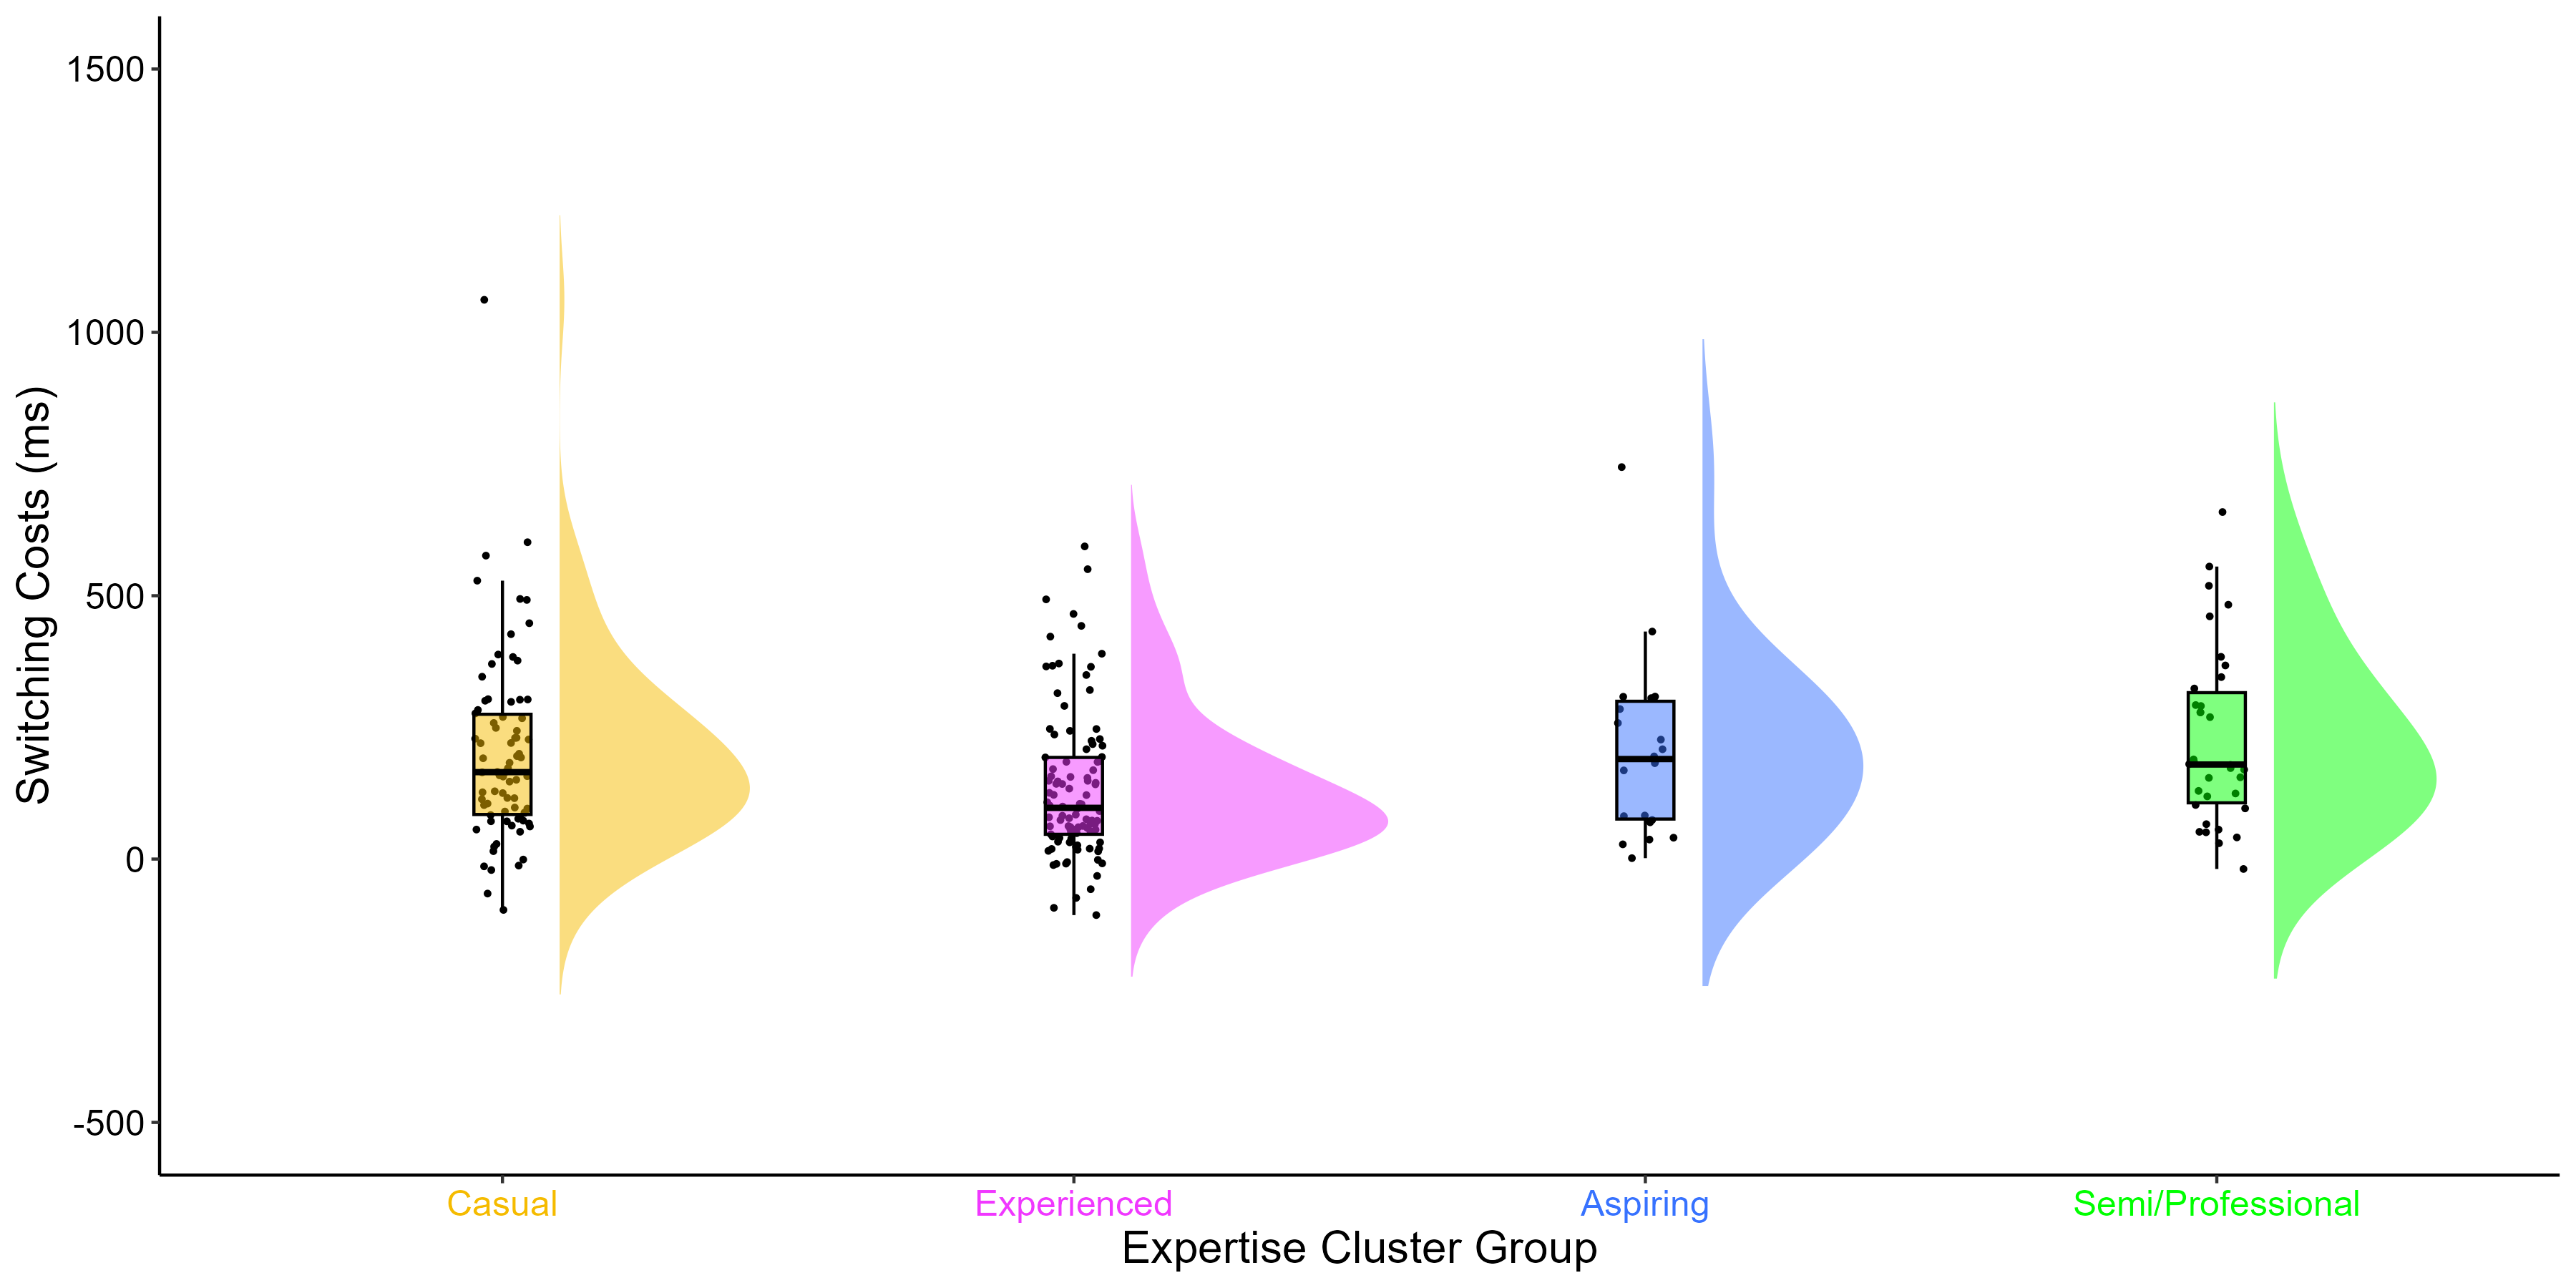 Switching Costs (ms)
1500
1000
500
0
-500
Casual Experienced Aspiring Semi/Professional
Expertise Cluster Group